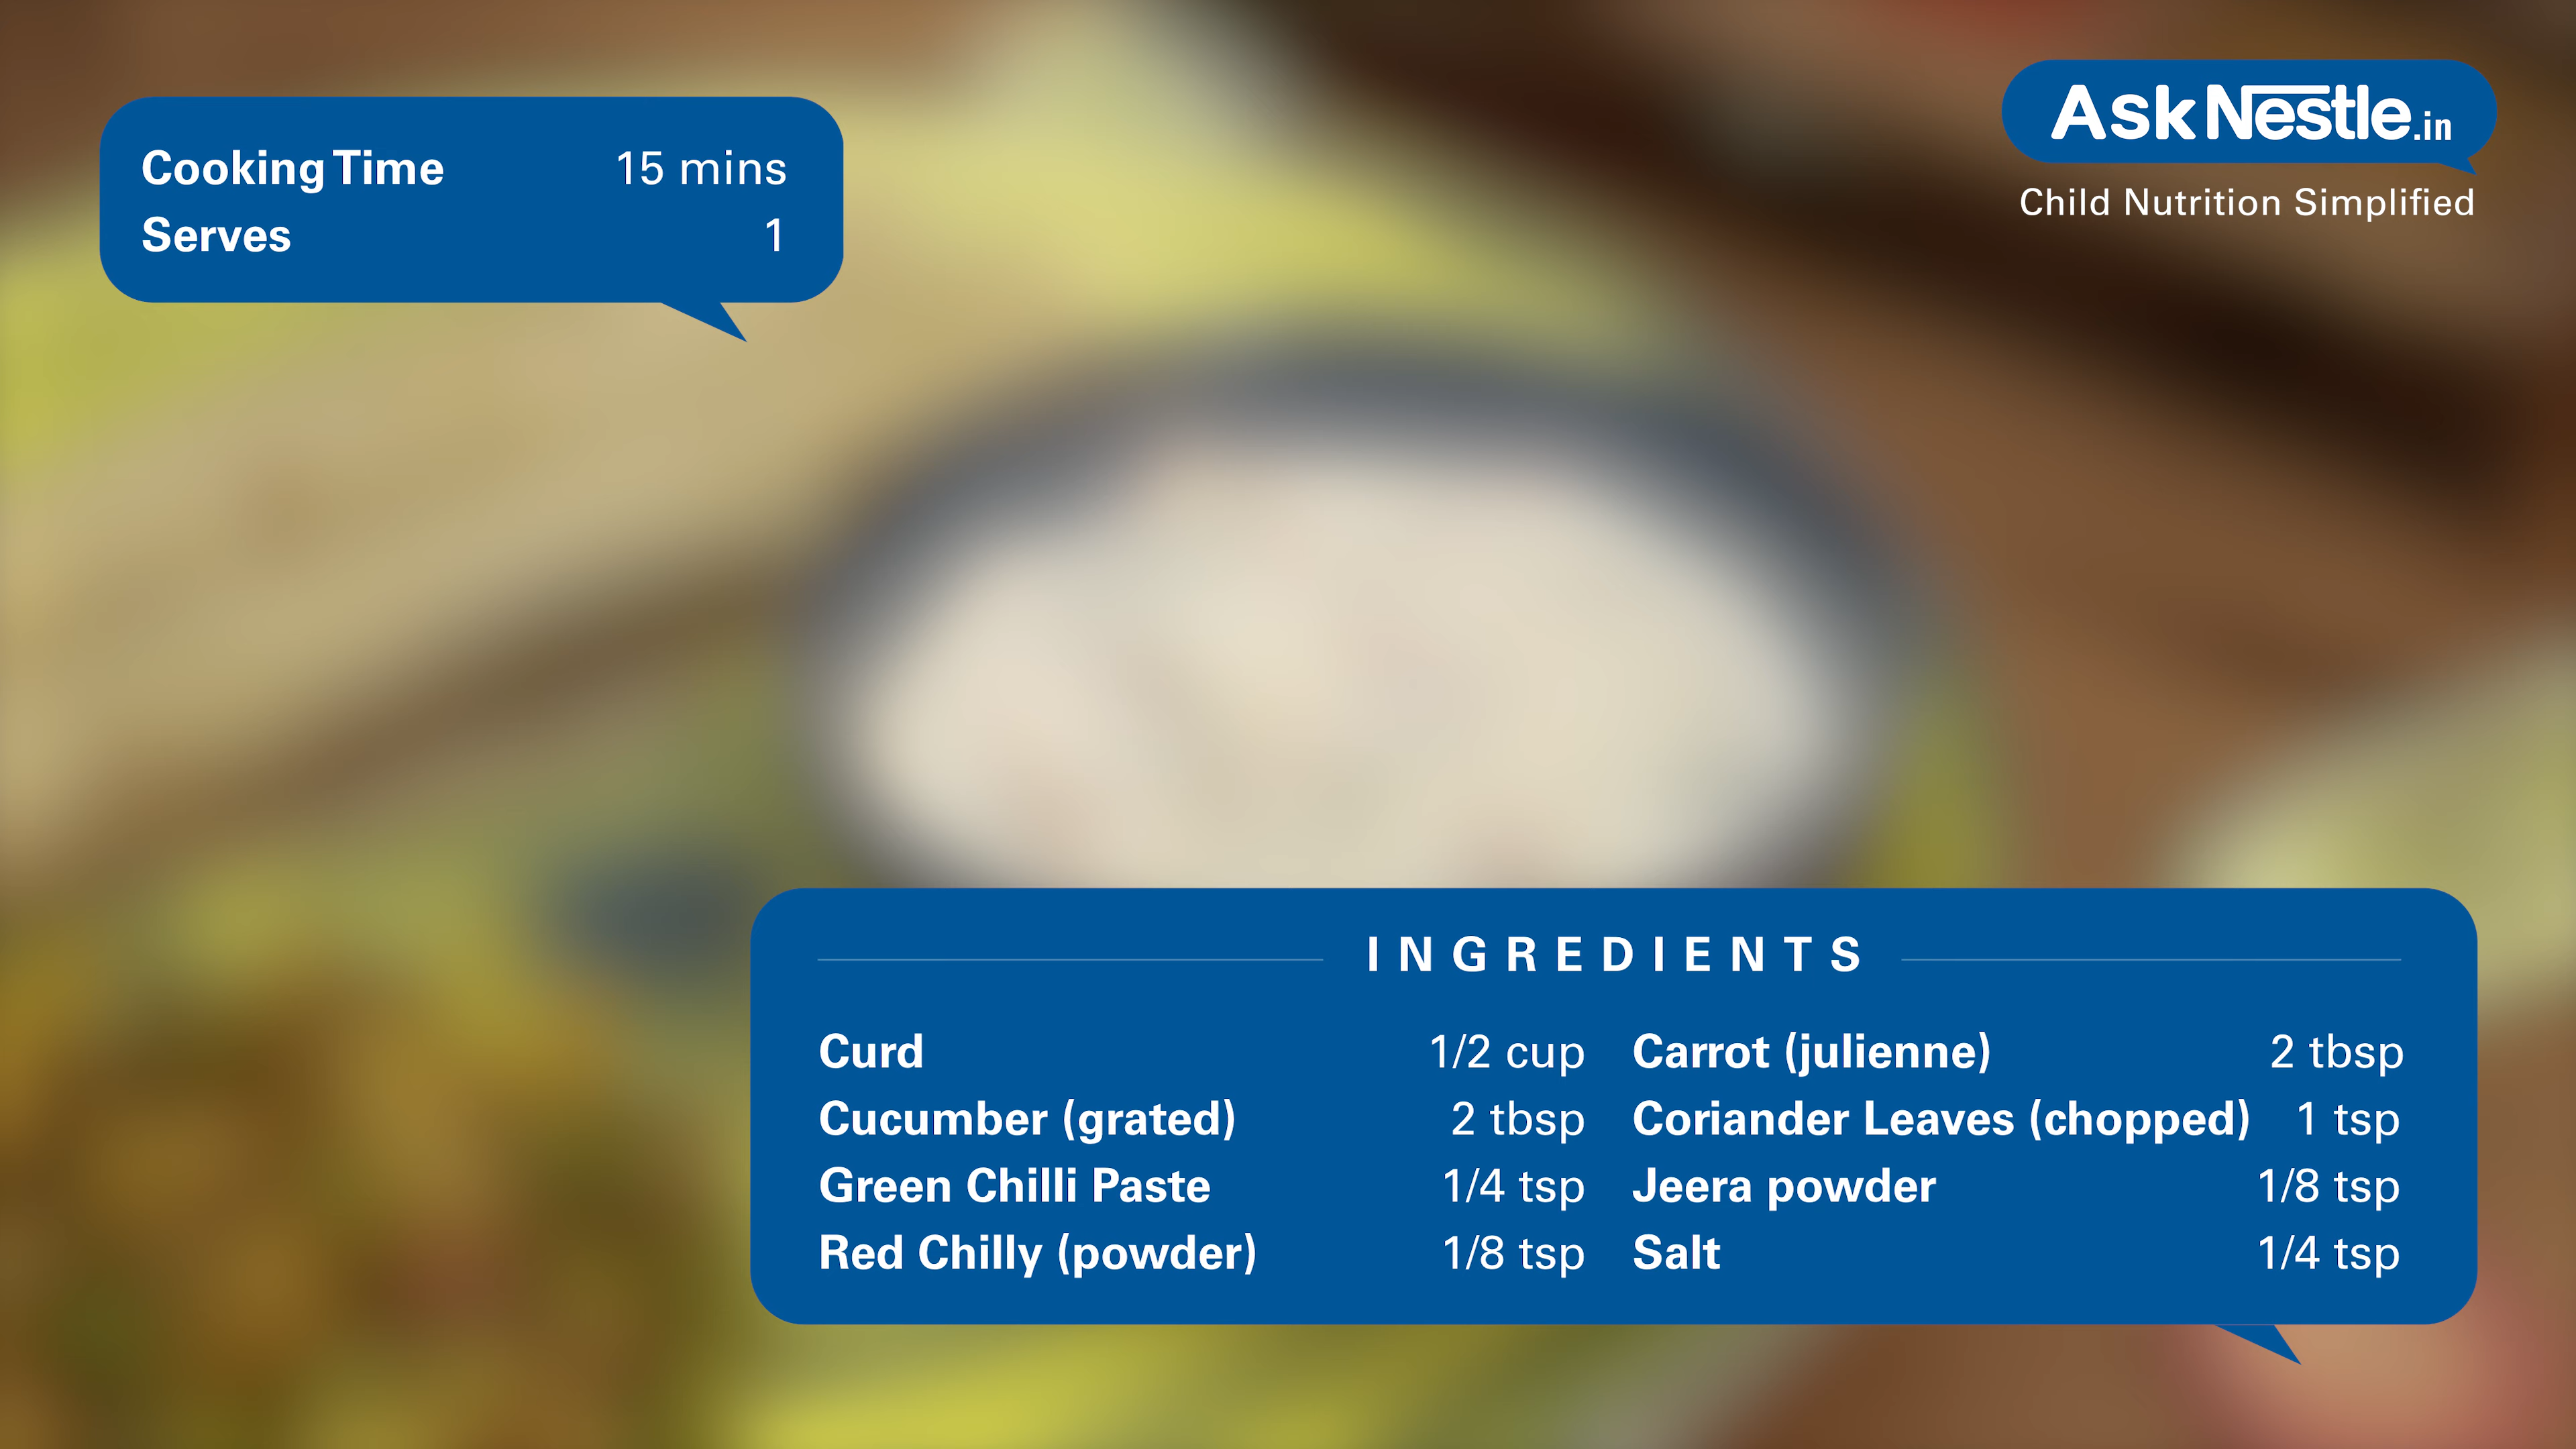 Cooking Time 15 mins
Serves 1
AskNestle.in
Child Nutrition Simplified
INGREDIENTS
Curd 1/2 cup Carrot (julienne) 2 tbsp
Cucumber (grated) 2 tbsp Coriander Leaves (chopped) 1 tsp
Green Chilli Paste 1/4 tsp Jeera powder 1/8 tsp
Red Chilly (powder) 1/8 tsp Salt 1/4 tsp